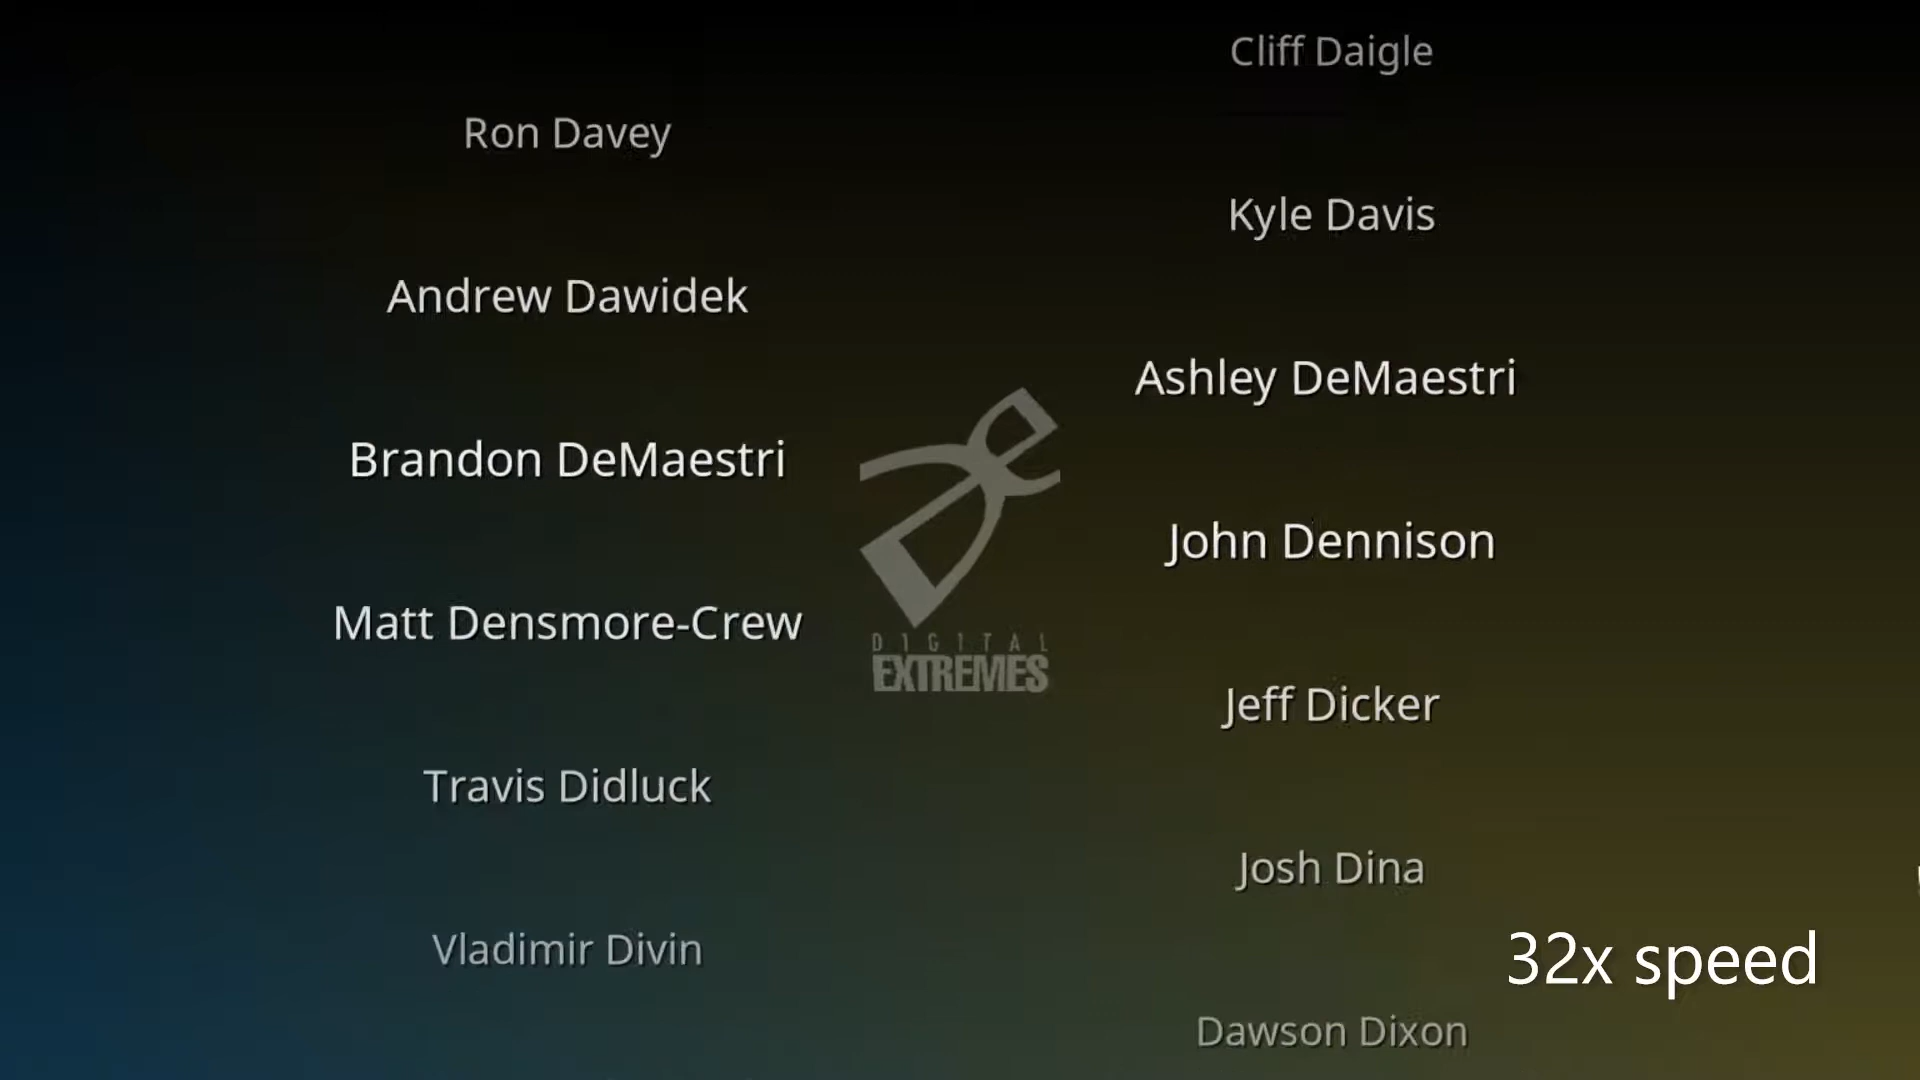 Cliff Daigle
Ron Davey
Kyle Davis
Andrew Dawidek
Ashley DeMaestri
Brandon DeMaestri
John Dennison
Matt Densmore-Crew
DIGITAL
EXTREMES
Jeff Dicker
Travis Didluck
Josh Dina
Vladimir Divin
32x speed
Dawson Dixon